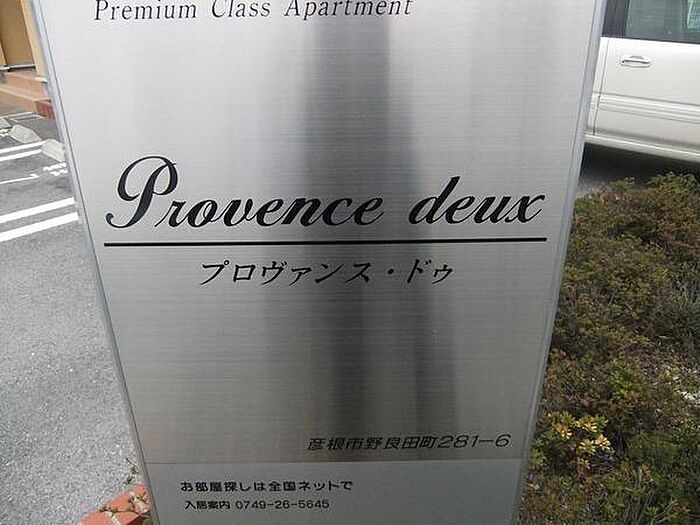 Premium Class Apartment
Provence deux
プロヴァンス・ドゥ
彦根市野良田町281-6
お部屋探しは全国ネットで
入居案内 0749-26-5645